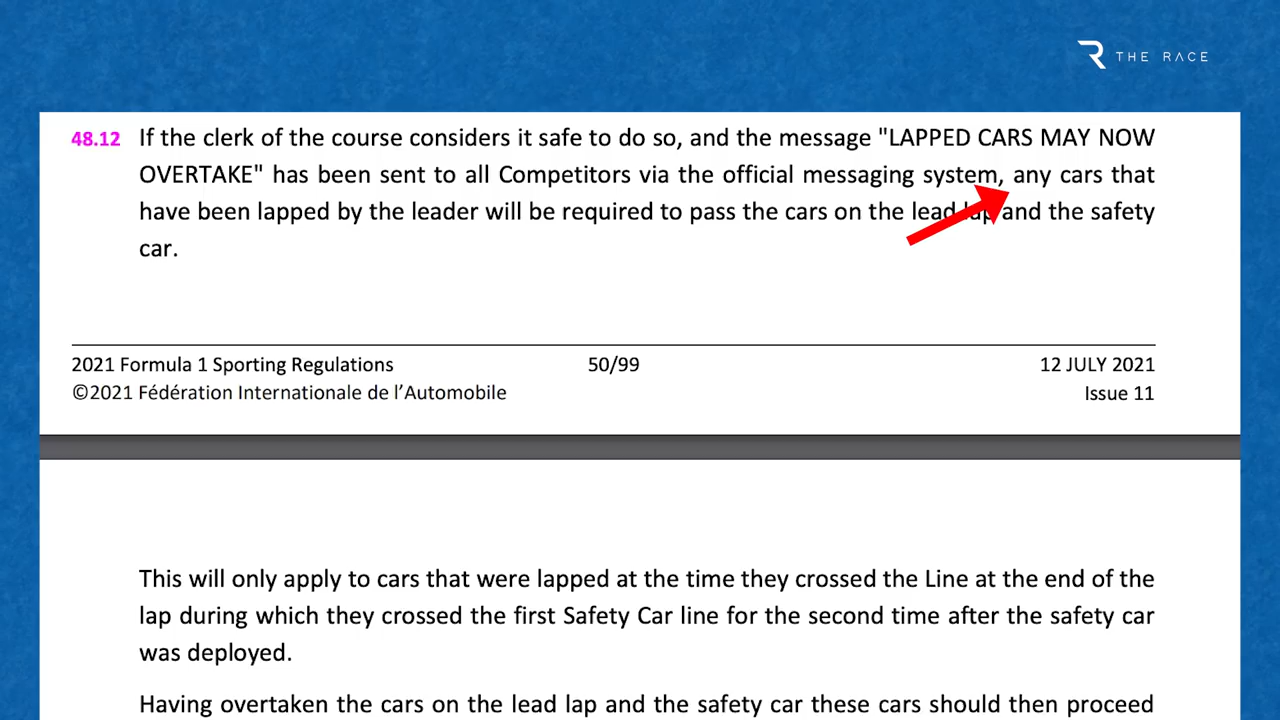 THE RACE
48.12 If the clerk of the course considers it safe to do so, and the message "LAPPED CARS MAY NOW
OVERTAKE" has been sent to all Competitors via the official messaging system, any cars that
have been lapped by the leader will be required to pass the cars on the lead lap and the safety
car.
2021 Formula 1 Sporting Regulations 50/99 12 JULY 2021
©2021 Fédération Internationale de l’Automobile Issue 11
This will only apply to cars that were lapped at the time they crossed the Line at the end of the
lap during which they crossed the first Safety Car line for the second time after the safety car
was deployed.
Having overtaken the cars on the lead lap and the safety car these cars should then proceed